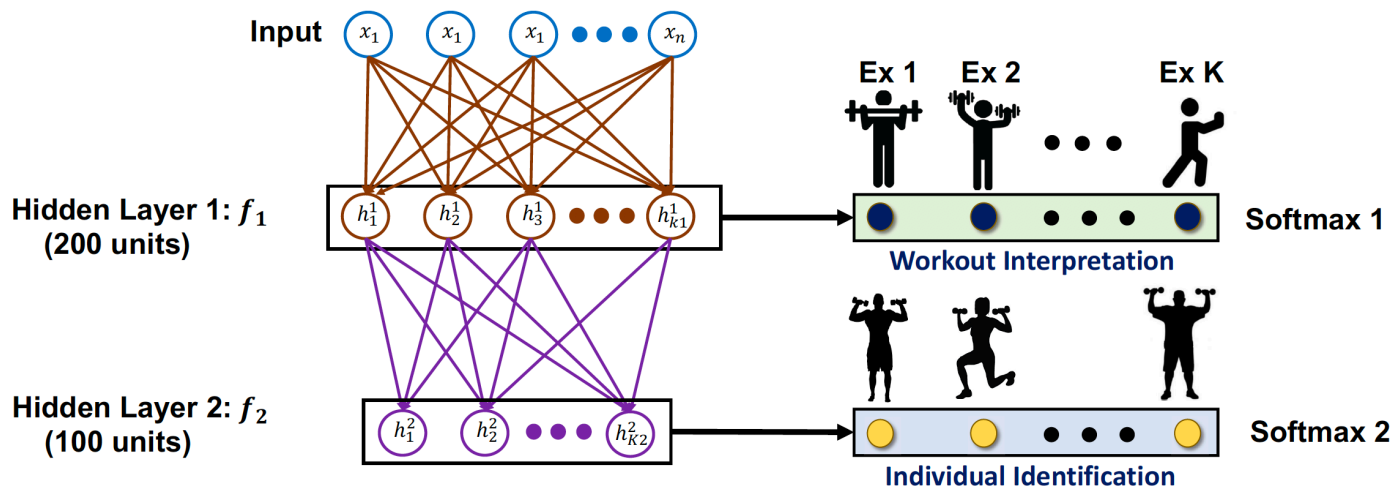 Input x₁ x₁ x₁ xₙ
Ex 1 Ex 2 Ex K
Hidden Layer 1: f₁
(200 units)
h₁¹ h₂¹ h₃¹ hₖ₁¹
Softmax 1
Workout Interpretation
Hidden Layer 2: f₂
(100 units)
h₁² h₂² h_K2²
Softmax 2
Individual Identification